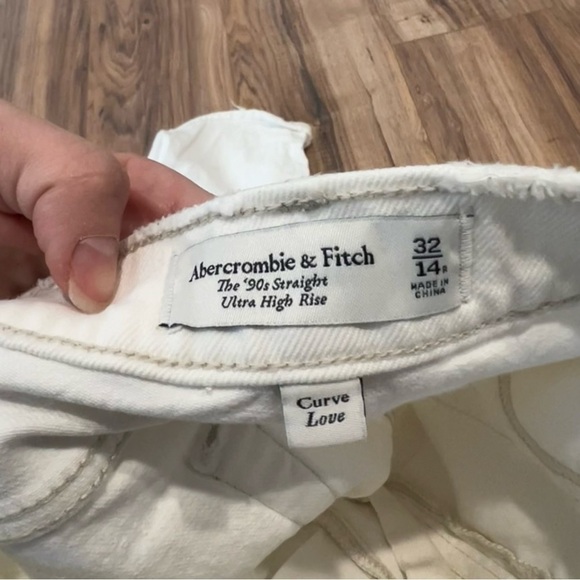 Abercrombie & Fitch
The '90s Straight
Ultra High Rise
32
14R
MADE IN
CHINA
Curve
Love